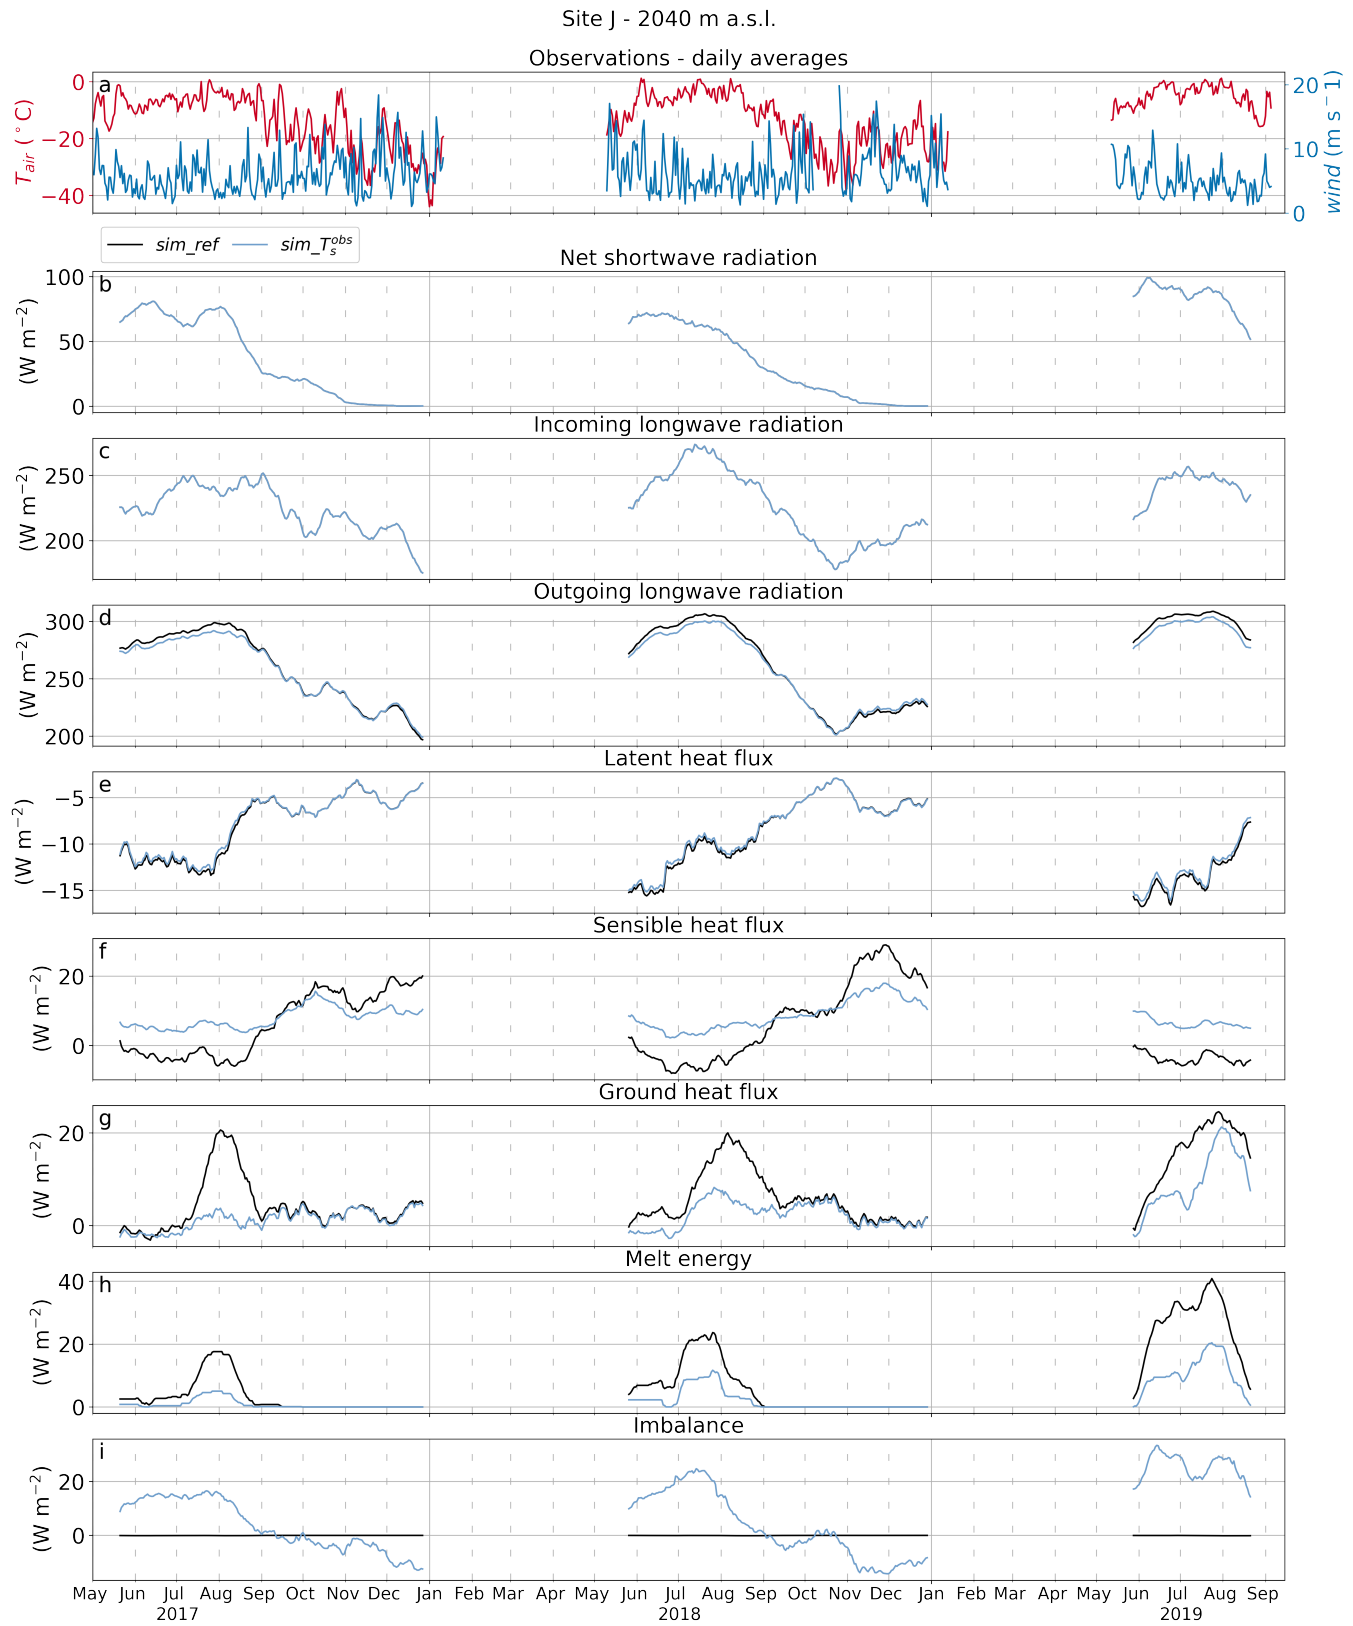 Site J - 2040 m a.s.l.
Observations - daily averages
a
0
−20
−40
T_air (°C)
20
10
0
wind (m s−1)
sim_ref
sim_T_s^obs
Net shortwave radiation
b
100
50
0
(W m−2)
Incoming longwave radiation
c
250
200
(W m−2)
Outgoing longwave radiation
d
300
250
200
(W m−2)
Latent heat flux
e
−5
−10
−15
(W m−2)
Sensible heat flux
f
20
0
(W m−2)
Ground heat flux
g
20
0
(W m−2)
Melt energy
h
40
20
0
(W m−2)
Imbalance
i
20
0
(W m−2)
May Jun Jul Aug Sep Oct Nov Dec Jan Feb Mar Apr May Jun Jul Aug Sep Oct Nov Dec Jan Feb Mar Apr May Jun Jul Aug Sep
2017 2018 2019